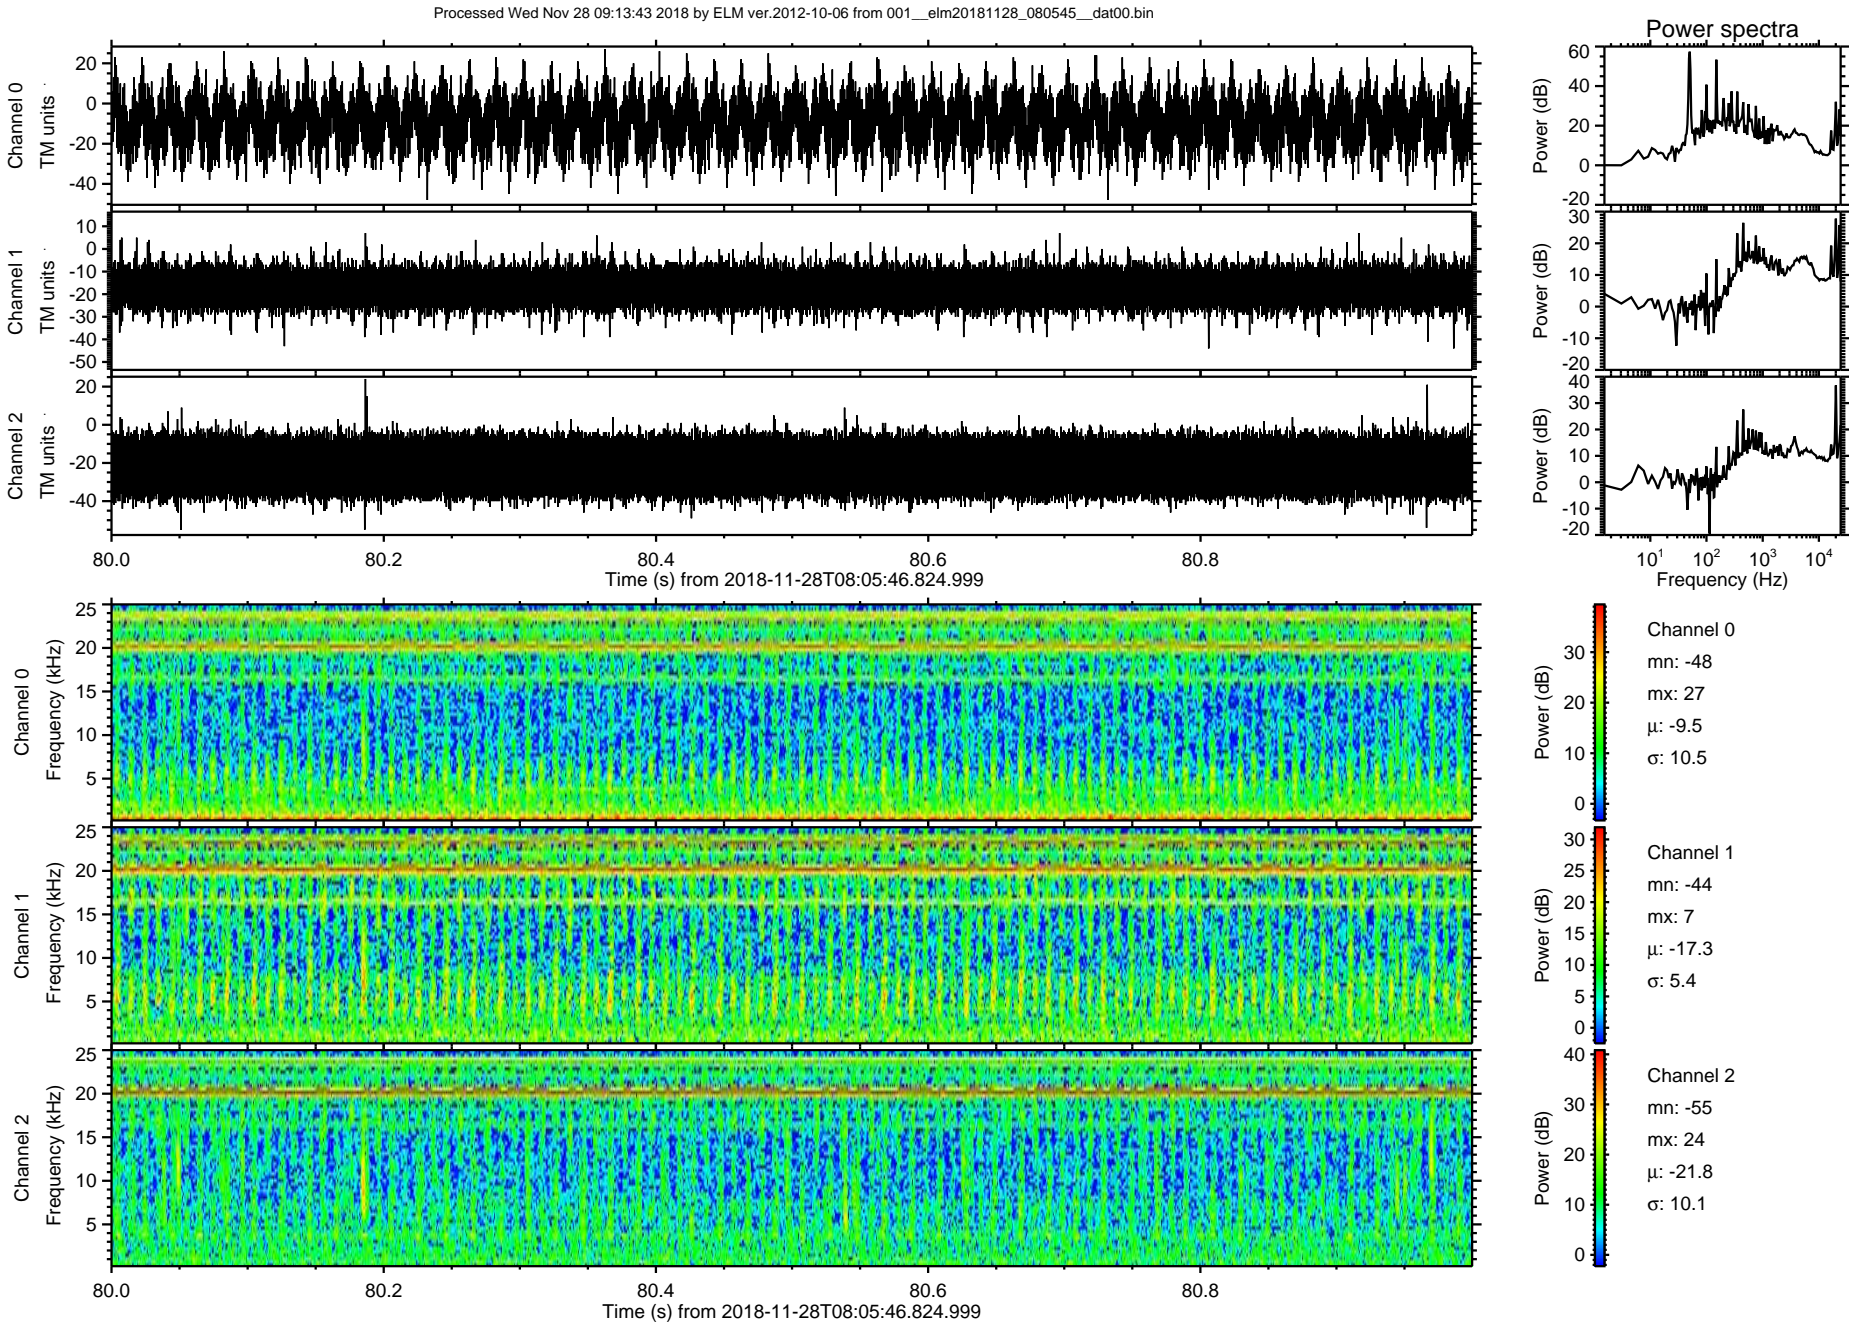 Processed Wed Nov 28 09:13:43 2018 by ELM ver.2012-10-06 from 001__elm20181128_080545__dat00.bin
Power spectra
Channel 0
TM units
20
0
-20
-40
Power (dB)
60
40
20
0
-20
Channel 1
TM units
10
0
-10
-20
-30
-40
-50
Power (dB)
30
20
10
0
-10
-20
Channel 2
TM units
20
0
-20
-40
Power (dB)
40
30
20
10
0
-10
-20
80.0 80.2 80.4 80.6 80.8
Time (s) from 2018-11-28T08:05:46.824.999
10¹ 10² 10³ 10⁴
Frequency (Hz)
Channel 0
Frequency (kHz)
25
20
15
10
5
Power (dB)
30
20
10
0
Channel 0
mn: -48
mx: 27
μ: -9.5
σ: 10.5
Channel 1
Frequency (kHz)
25
20
15
10
5
Power (dB)
30
25
20
15
10
5
0
Channel 1
mn: -44
mx: 7
μ: -17.3
σ: 5.4
Channel 2
Frequency (kHz)
25
20
15
10
5
Power (dB)
40
30
20
10
0
Channel 2
mn: -55
mx: 24
μ: -21.8
σ: 10.1
80.0 80.2 80.4 80.6 80.8
Time (s) from 2018-11-28T08:05:46.824.999